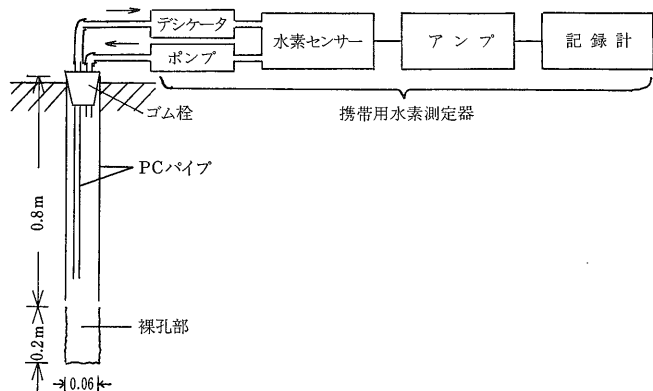 デシケータ
ポンプ
水素センサー
アンプ
記録計
ゴム栓
携帯用水素測定器
PCパイプ
0.8m
裸孔部
0.2m
0.06